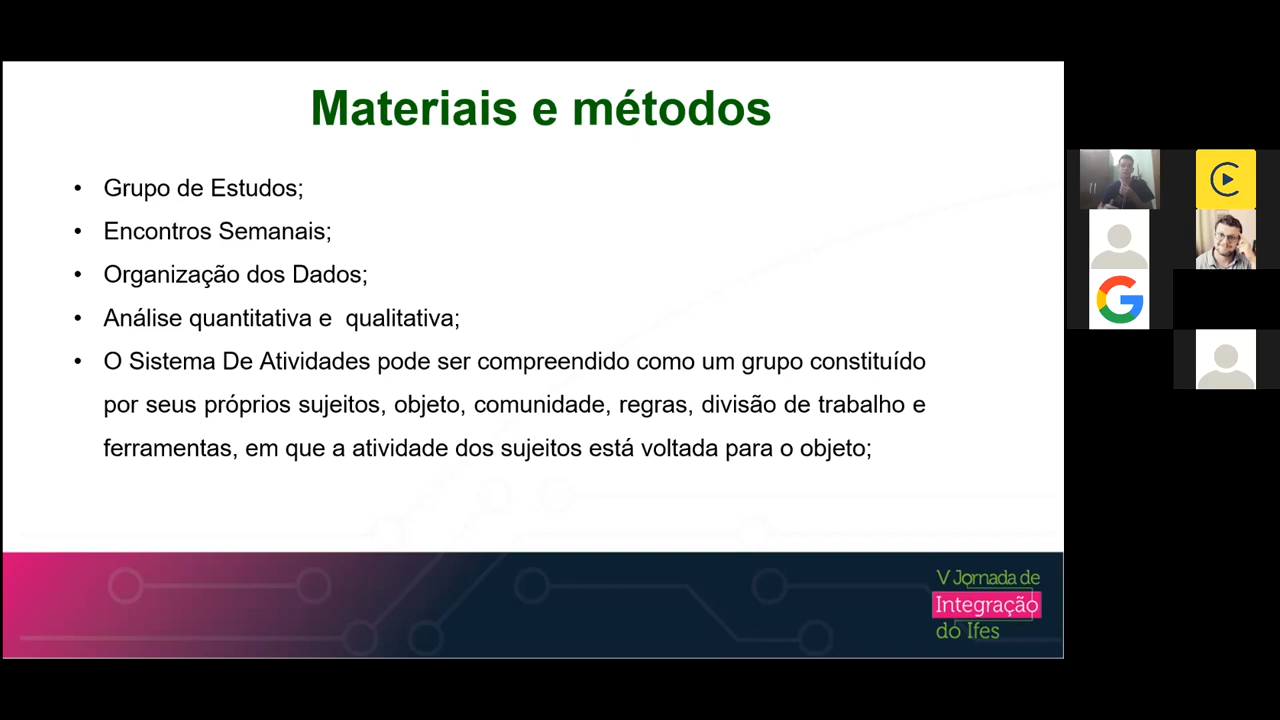 Materiais e métodos
• Grupo de Estudos;
• Encontros Semanais;
• Organização dos Dados;
• Análise quantitativa e  qualitativa;
• O Sistema De Atividades pode ser compreendido como um grupo constituído
por seus próprios sujeitos, objeto, comunidade, regras, divisão de trabalho e
ferramentas, em que a atividade dos sujeitos está voltada para o objeto;
V Jornada de
Integração
do Ifes